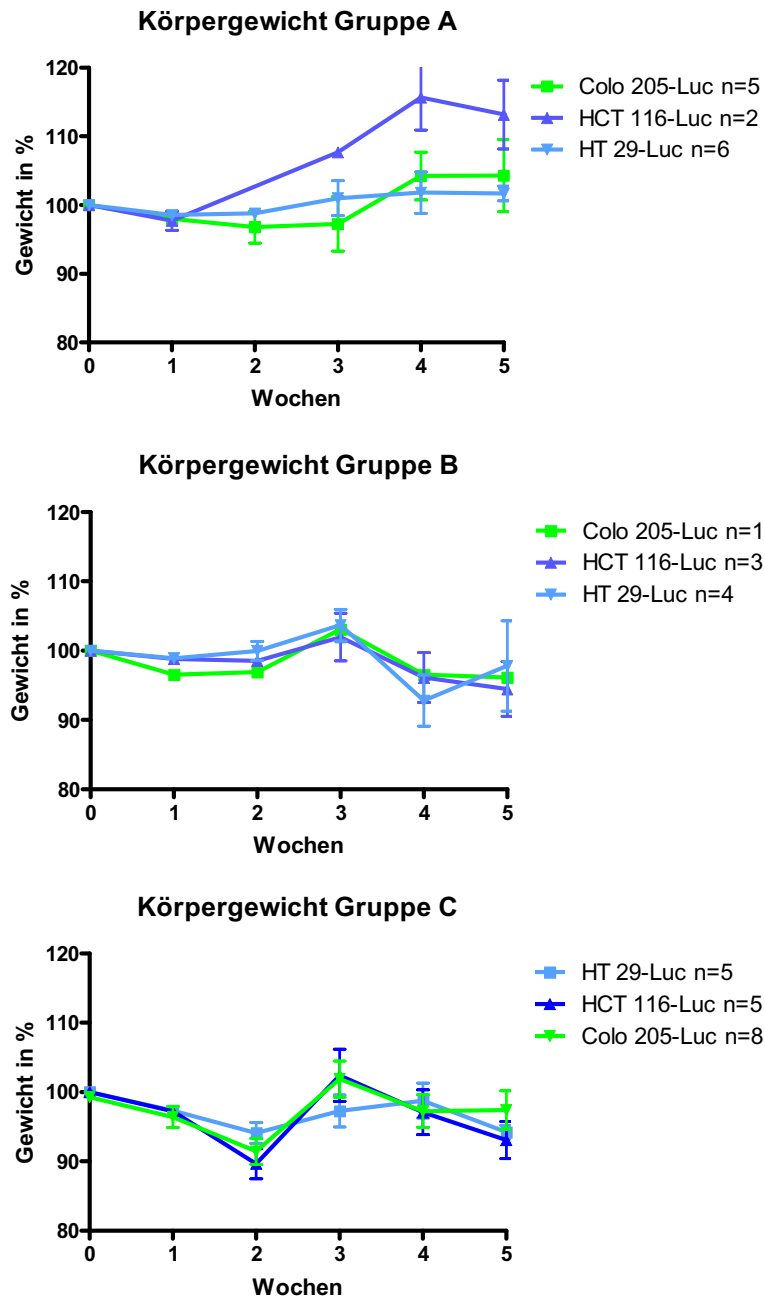 Körpergewicht Gruppe A
120
110
100
90
80
Gewicht in %
0 1 2 3 4 5
Wochen
Colo 205-Luc n=5
HCT 116-Luc n=2
HT 29-Luc n=6
Körpergewicht Gruppe B
120
110
100
90
80
Gewicht in %
0 1 2 3 4 5
Wochen
Colo 205-Luc n=1
HCT 116-Luc n=3
HT 29-Luc n=4
Körpergewicht Gruppe C
120
110
100
90
80
Gewicht in %
0 1 2 3 4 5
Wochen
HT 29-Luc n=5
HCT 116-Luc n=5
Colo 205-Luc n=8